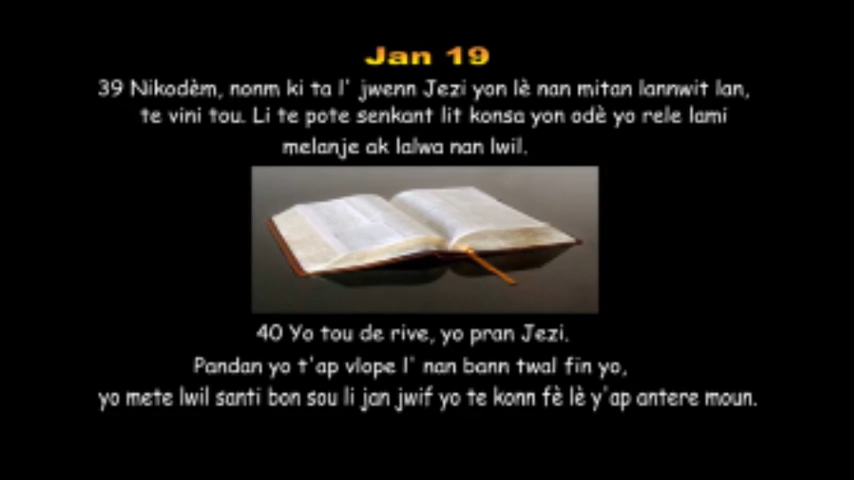 Jan 19
39 Nikodèm, nonm ki ta l' jwenn Jezi yon lè nan mitan lannwit lan,
te vini tou. Li te pote senkant lit konsa yon odè yo rele lami
melanje ak lalwa nan lwil.
40 Yo tou de rive, yo pran Jezi.
Pandan yo t'ap vlope l' nan bann twal fin yo,
yo mete lwil santi bon sou li jan jwif yo te konn fè lè y'ap antere moun.